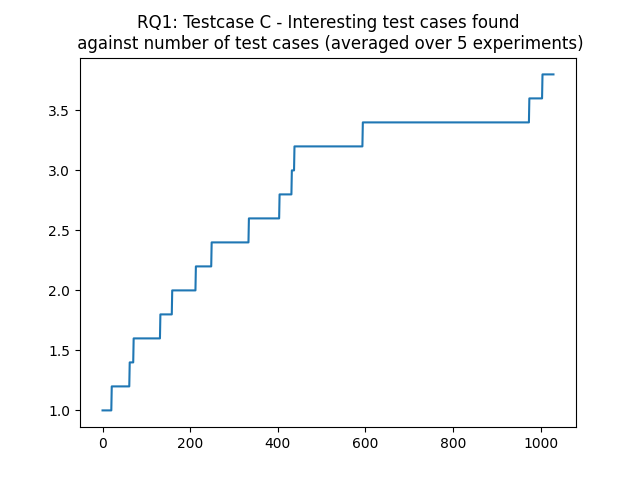 RQ1: Testcase C - Interesting test cases found
against number of test cases (averaged over 5 experiments)
3.5
3.0
2.5
2.0
1.5
1.0
0 200 400 600 800 1000